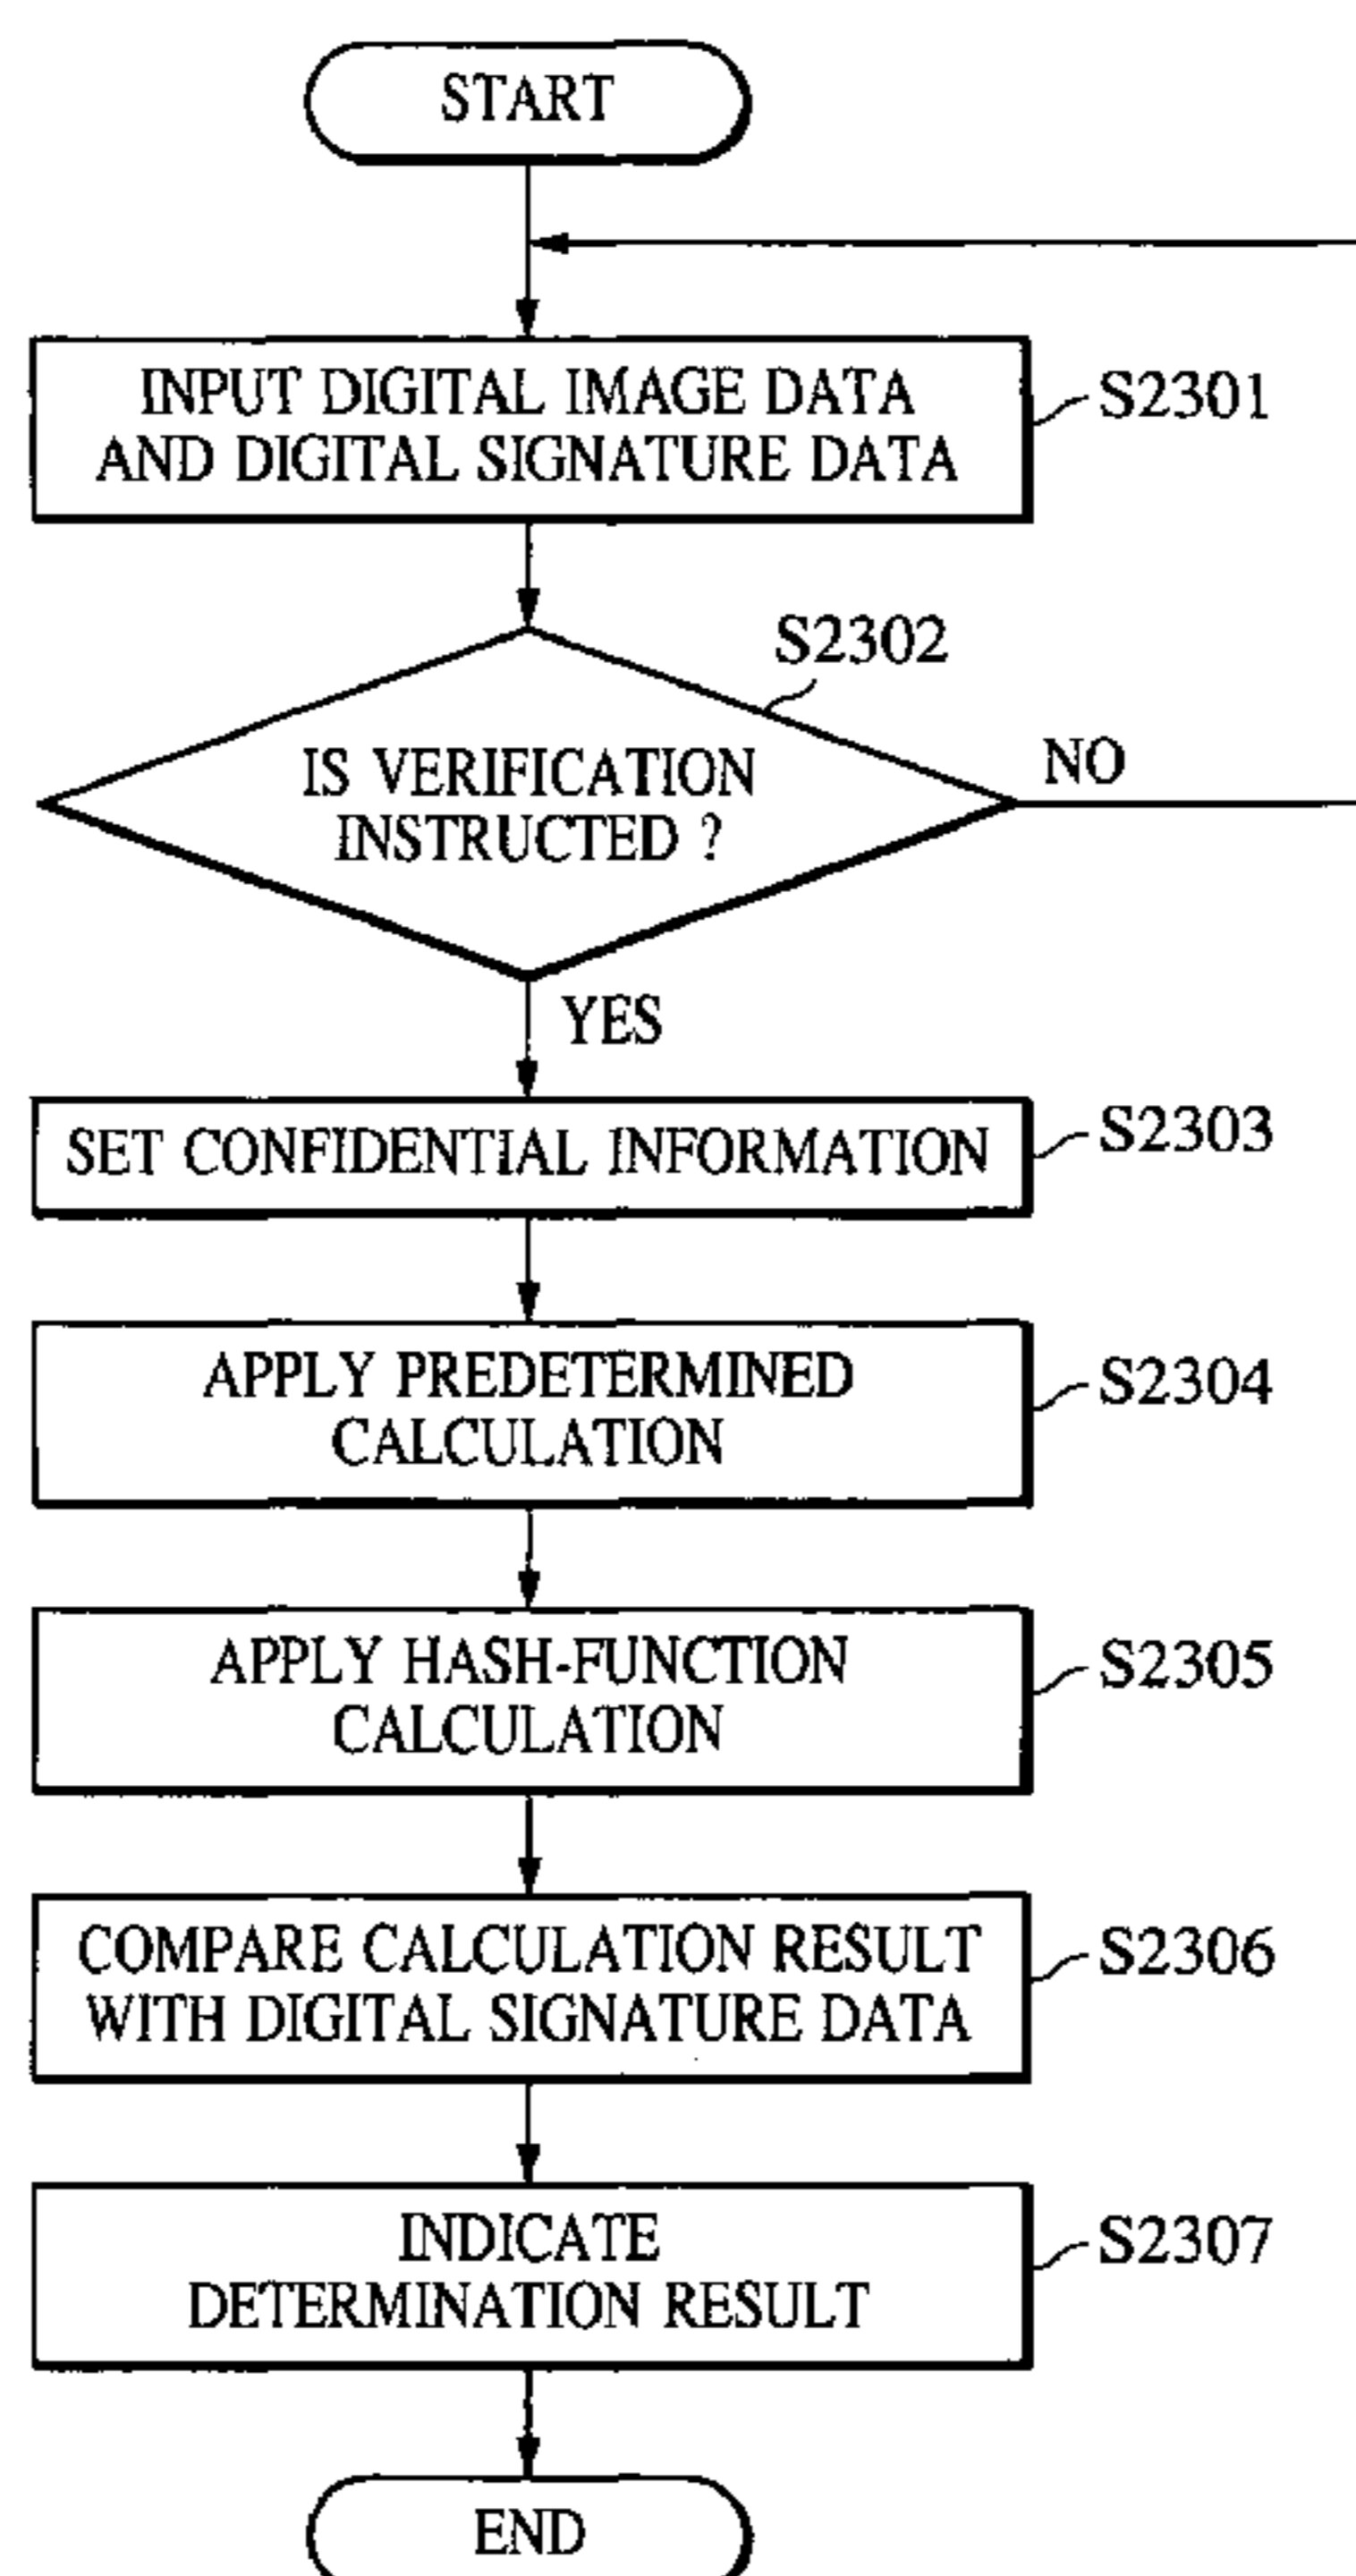 START
INPUT DIGITAL IMAGE DATA
AND DIGITAL SIGNATURE DATA
S2301
S2302
IS VERIFICATION
INSTRUCTED ?
NO
YES
SET CONFIDENTIAL INFORMATION
S2303
APPLY PREDETERMINED
CALCULATION
S2304
APPLY HASH-FUNCTION
CALCULATION
S2305
COMPARE CALCULATION RESULT
WITH DIGITAL SIGNATURE DATA
S2306
INDICATE
DETERMINATION RESULT
S2307
END